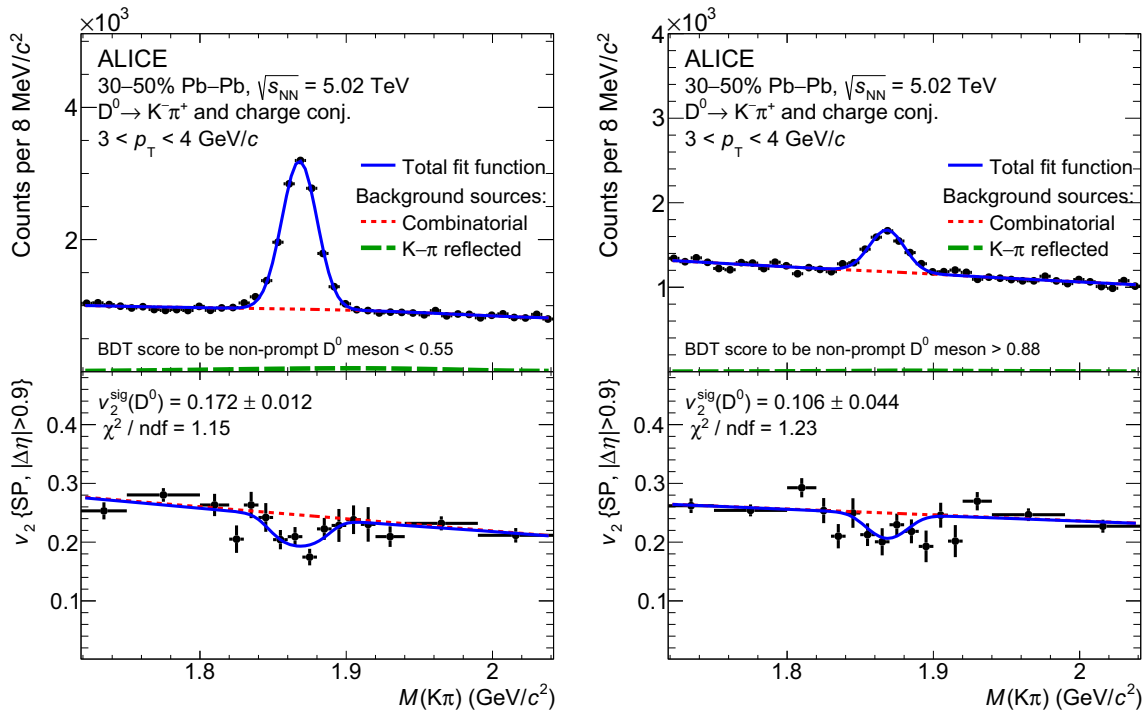 ×10³
ALICE
30–50% Pb–Pb, √s_NN = 5.02 TeV
D⁰→ K⁻π⁺ and charge conj.
3 < p_T < 4 GeV/c
Total fit function
Background sources:
Combinatorial
K–π reflected
BDT score to be non-prompt D⁰ meson < 0.55
Counts per 8 MeV/c²
4
2
v₂^sig(D⁰) = 0.172 ± 0.012
χ² / ndf = 1.15
v₂ {SP, |Δη|>0.9}
0.4
0.3
0.2
0.1
1.8 1.9 2
M(Kπ) (GeV/c²)
×10³
ALICE
30–50% Pb–Pb, √s_NN = 5.02 TeV
D⁰→ K⁻π⁺ and charge conj.
3 < p_T < 4 GeV/c
Total fit function
Background sources:
Combinatorial
K–π reflected
BDT score to be non-prompt D⁰ meson > 0.88
Counts per 8 MeV/c²
4
3
2
1
v₂^sig(D⁰) = 0.106 ± 0.044
χ² / ndf = 1.23
v₂ {SP, |Δη|>0.9}
0.4
0.3
0.2
0.1
1.8 1.9 2
M(Kπ) (GeV/c²)